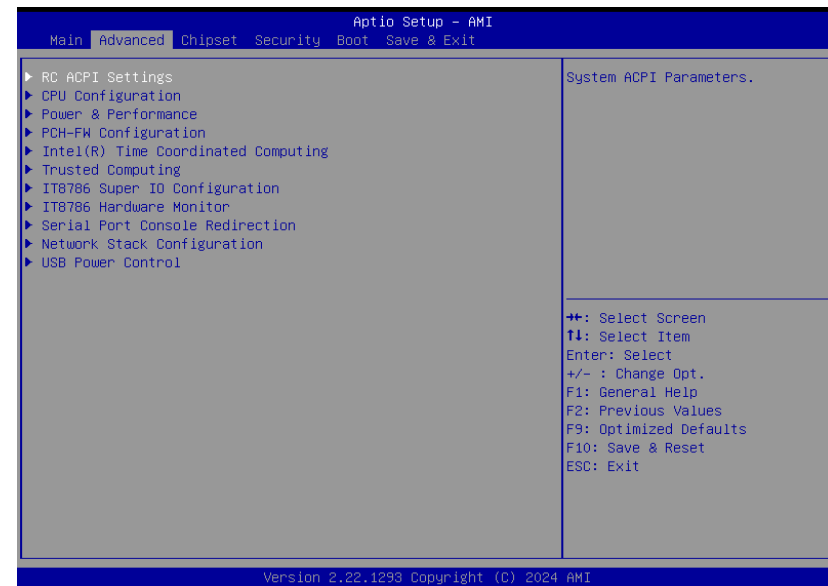 Aptio Setup - AMI
Main Advanced Chipset Security Boot Save & Exit
RC ACPI Settings
CPU Configuration
Power & Performance
PCH-FW Configuration
Intel(R) Time Coordinated Computing
Trusted Computing
IT8786 Super IO Configuration
IT8786 Hardware Monitor
Serial Port Console Redirection
Network Stack Configuration
USB Power Control
System ACPI Parameters.
→←: Select Screen
↑↓: Select Item
Enter: Select
+/- : Change Opt.
F1: General Help
F2: Previous Values
F9: Optimized Defaults
F10: Save & Reset
ESC: Exit
Version 2.22.1293 Copyright (C) 2024 AMI